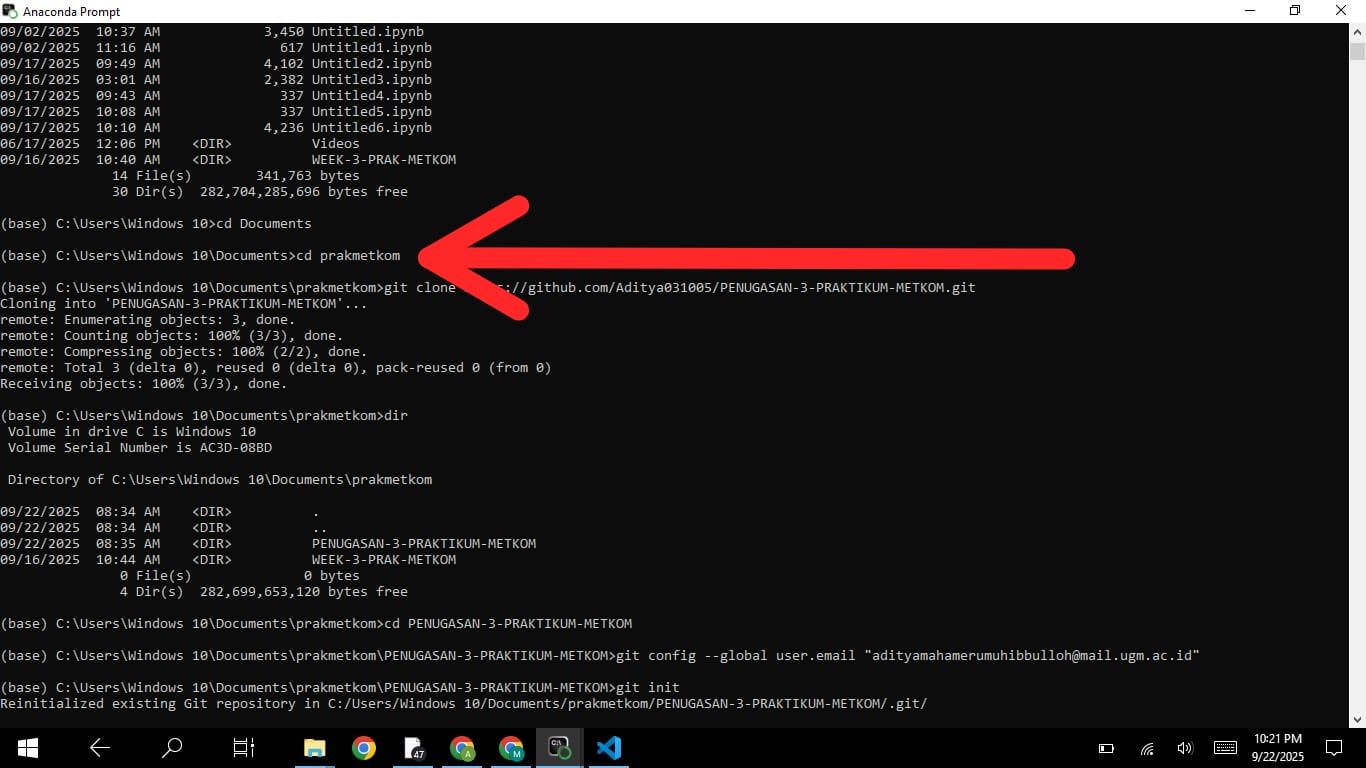 Anaconda Prompt
09/02/2025  10:37 AM             3,450 Untitled.ipynb
09/02/2025  11:16 AM               617 Untitled1.ipynb
09/17/2025  09:49 AM             4,102 Untitled2.ipynb
09/16/2025  03:01 AM             2,382 Untitled3.ipynb
09/17/2025  09:43 AM               337 Untitled4.ipynb
09/17/2025  10:08 AM               337 Untitled5.ipynb
09/17/2025  10:10 AM             4,236 Untitled6.ipynb
06/17/2025  12:06 PM    <DIR>          Videos
09/16/2025  10:40 AM    <DIR>          WEEK-3-PRAK-METKOM
14 File(s)        341,763 bytes
30 Dir(s)  282,704,285,696 bytes free
(base) C:\Users\Windows 10>cd Documents
(base) C:\Users\Windows 10\Documents>cd prakmetkom
(base) C:\Users\Windows 10\Documents\prakmetkom>git clone ://github.com/Aditya031005/PENUGASAN-3-PRAKTIKUM-METKOM.git
Cloning into 'PENUGASAN-3-PRAKTIKUM-METKOM'...
remote: Enumerating objects: 3, done.
remote: Counting objects: 100% (3/3), done.
remote: Compressing objects: 100% (2/2), done.
remote: Total 3 (delta 0), reused 0 (delta 0), pack-reused 0 (from 0)
Receiving objects: 100% (3/3), done.
(base) C:\Users\Windows 10\Documents\prakmetkom>dir
Volume in drive C is Windows 10
Volume Serial Number is AC3D-08BD
Directory of C:\Users\Windows 10\Documents\prakmetkom
09/22/2025  08:34 AM    <DIR>          .
09/22/2025  08:34 AM    <DIR>          ..
09/22/2025  08:35 AM    <DIR>          PENUGASAN-3-PRAKTIKUM-METKOM
09/16/2025  10:44 AM    <DIR>          WEEK-3-PRAK-METKOM
0 File(s)              0 bytes
4 Dir(s)  282,699,653,120 bytes free
(base) C:\Users\Windows 10\Documents\prakmetkom>cd PENUGASAN-3-PRAKTIKUM-METKOM
(base) C:\Users\Windows 10\Documents\prakmetkom\PENUGASAN-3-PRAKTIKUM-METKOM>git config --global user.email "adityamahamerumuhibbulloh@mail.ugm.ac.id"
(base) C:\Users\Windows 10\Documents\prakmetkom\PENUGASAN-3-PRAKTIKUM-METKOM>git init
Reinitialized existing Git repository in C:/Users/Windows 10/Documents/prakmetkom/PENUGASAN-3-PRAKTIKUM-METKOM/.git/
47
A
M
C:\
10:21 PM
9/22/2025